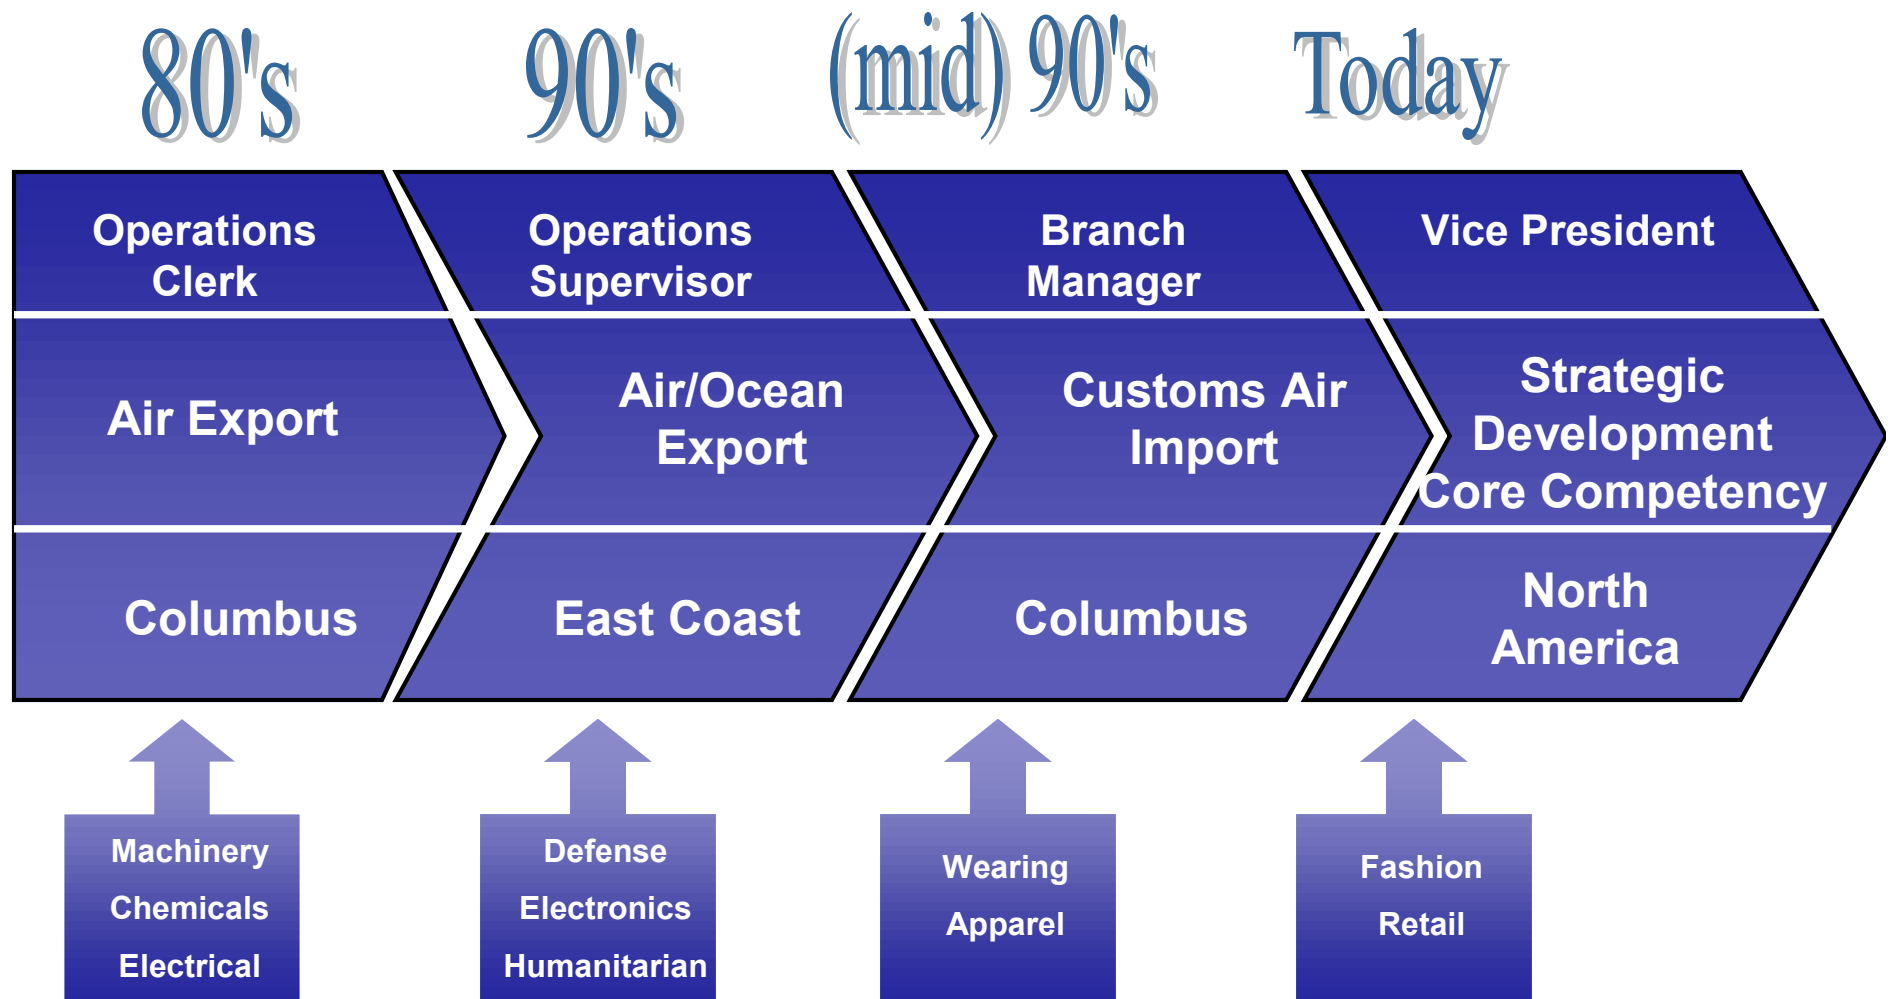 80's
90's
(mid) 90's
Today
Operations
Clerk
Operations
Supervisor
Branch
Manager
Vice President
Air Export
Air/Ocean
Export
Customs Air
Import
Strategic
Development
Core Competency
Columbus
East Coast
Columbus
North
America
Machinery
Chemicals
Electrical
Defense
Electronics
Humanitarian
Wearing
Apparel
Fashion
Retail